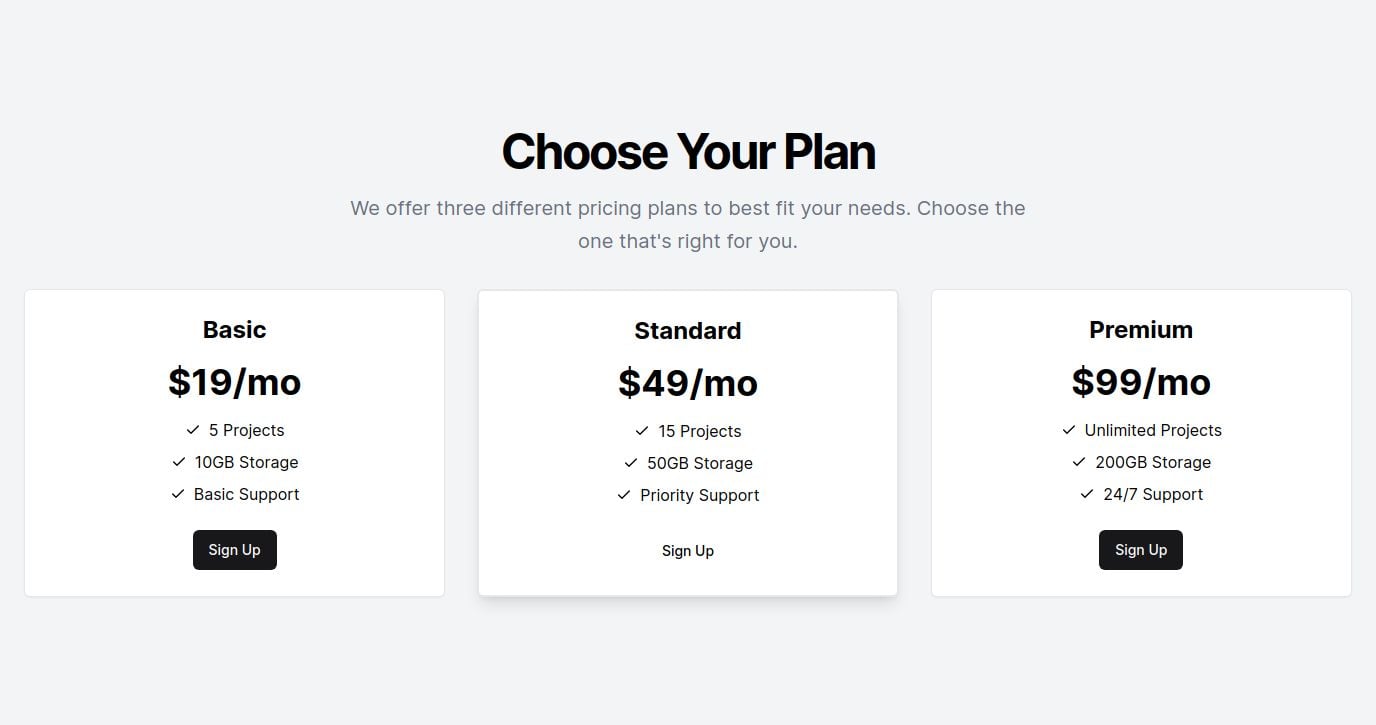 Choose Your Plan
We offer three different pricing plans to best fit your needs. Choose the
one that's right for you.
Basic
$19/mo
5 Projects
10GB Storage
Basic Support
Sign Up
Standard
$49/mo
15 Projects
50GB Storage
Priority Support
Sign Up
Premium
$99/mo
Unlimited Projects
200GB Storage
24/7 Support
Sign Up